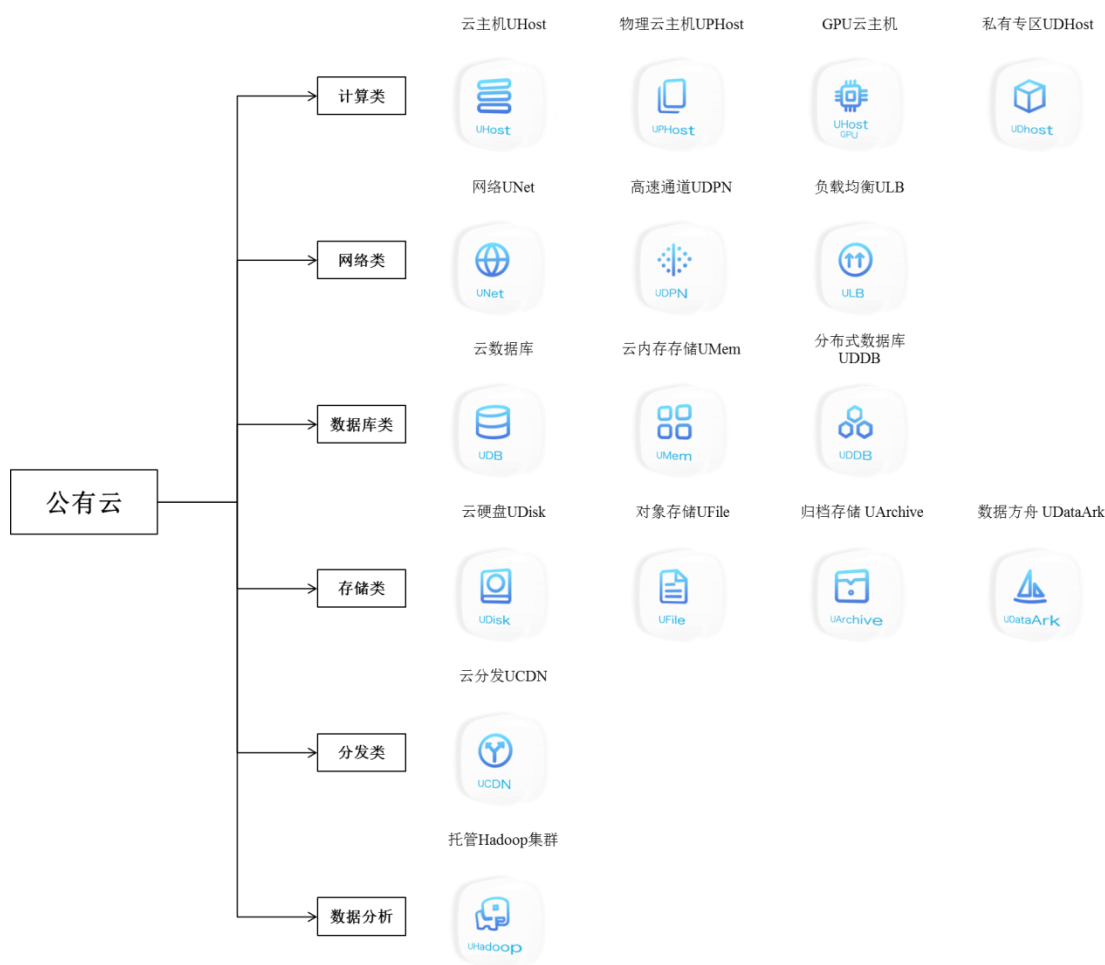 云主机UHost
物理云主机UPHost
GPU云主机
私有专区UDHost
计算类
UHost
UPHost
UHost
GPU
UDhost
网络UNet
高速通道UDPN
负载均衡ULB
网络类
UNet
UDPN
ULB
云数据库
云内存存储UMem
分布式数据库
UDDB
数据库类
UDB
UMem
UDDB
公有云
云硬盘UDisk
对象存储UFile
归档存储 UArchive
数据方舟 UDataArk
存储类
UDisk
UFile
UArchive
UDataArk
云分发UCDN
分发类
UCDN
托管Hadoop集群
数据分析
UHadoop